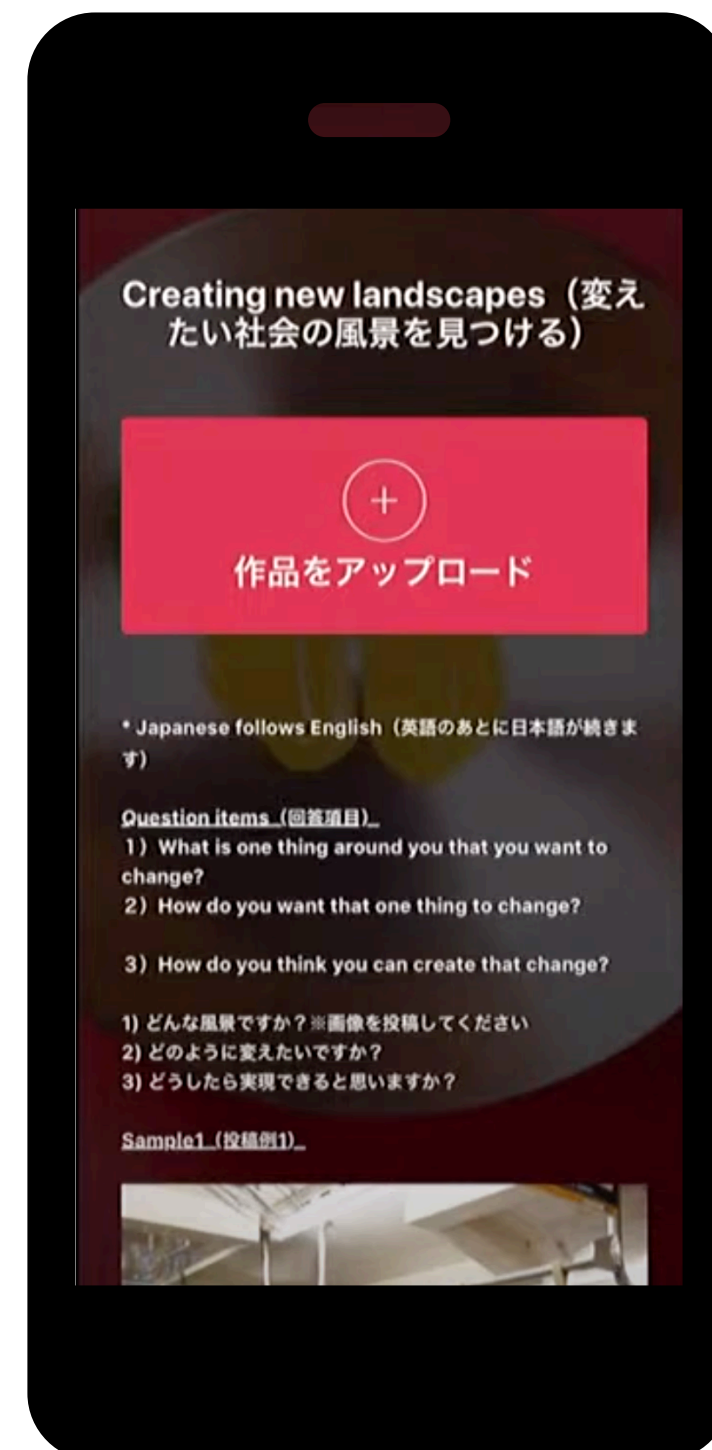 Creating new landscapes（変え
たい社会の風景を見つける）
作品をアップロード
* Japanese follows English（英語のあとに日本語が続きま
す）
Question items（回答項目）
1）What is one thing around you that you want to
change?
2）How do you want that one thing to change?
3）How do you think you can create that change?
1) どんな風景ですか？※画像を投稿してください
2) どのように変えたいですか？
3) どうしたら実現できると思いますか？
Sample1（投稿例1）